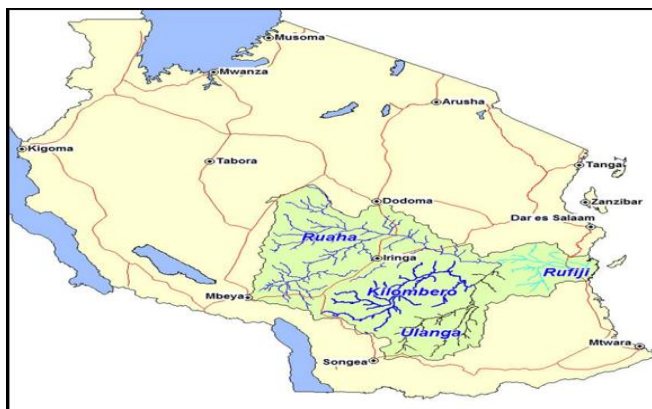 Musoma
Mwanza
Arusha
Kigoma
Tabora
Tanga
Dodoma
Zanzibar
Dar es Salaam
Ruaha
Iringa
Rufiji
Mbeya
Kilombero
Ulanga
Songea
Mtwara